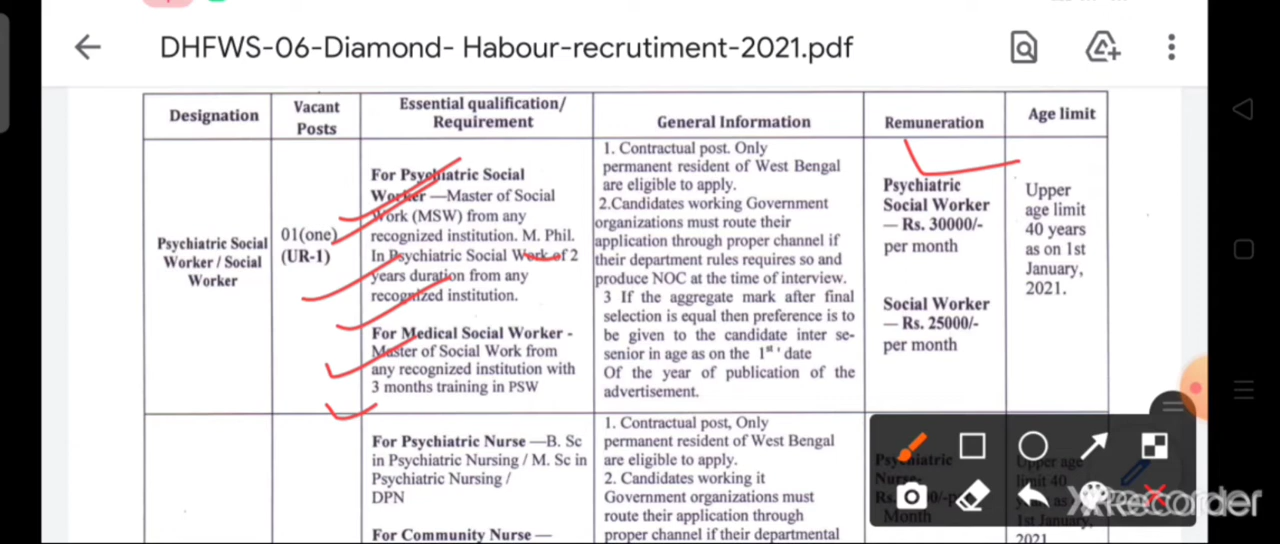 DHFWS-06-Diamond- Habour-recrutiment-2021.pdf
Designation
Vacant
Posts
Essential qualification/
Requirement
General Information
Remuneration
Age limit
Psychiatric Social
Worker / Social
Worker
01(one)
(UR-1)
For Psychiatric Social
Worker —Master of Social
Work (MSW) from any
recognized institution. M. Phil.
In Psychiatric Social Work of 2
years duration from any
recognized institution.
For Medical Social Worker -
Master of Social Work from
any recognized institution with
3 months training in PSW
1. Contractual post. Only
permanent resident of West Bengal
are eligible to apply.
2.Candidates working Government
organizations must route their
application through proper channel if
their department rules requires so and
produce NOC at the time of interview.
3 If the aggregate mark after final
selection is equal then preference is to
be given to the candidate inter se-
senior in age as on the 1st' date
Of the year of publication of the
advertisement.
Psychiatric
Social Worker
— Rs. 30000/-
per month
Social Worker
— Rs. 25000/-
per month
Upper
age limit
40 years
as on 1st
January,
2021.
For Psychiatric Nurse —B. Sc
in Psychiatric Nursing / M. Sc in
Psychiatric Nursing /
DPN
For Community Nurse —
1. Contractual post, Only
permanent resident of West Bengal
are eligible to apply.
2. Candidates working it
Government organizations must
route their application through
proper channel if their departmental
Psychiatric
Nurse
Rs.
Month
Upper age
limit 40
1st January,
2021
XRecorder